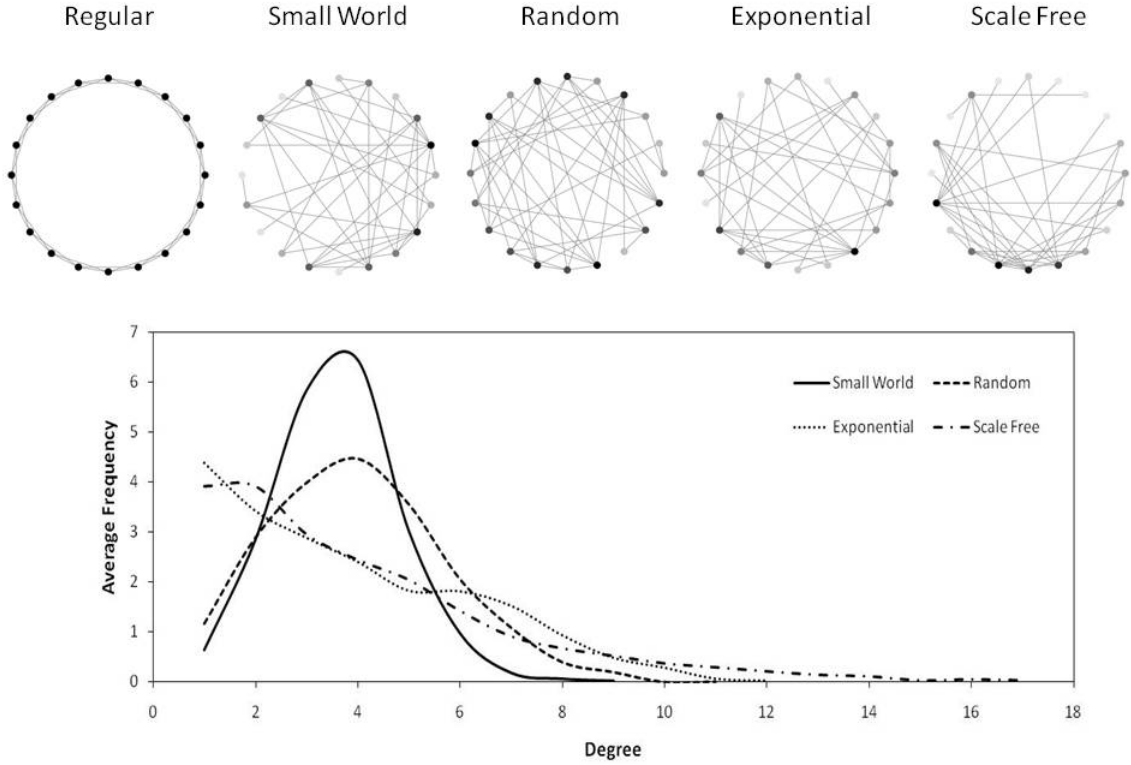 Regular Small World Random Exponential Scale Free
7
6
5
4
3
2
1
0
Average Frequency
Small World Random
Exponential Scale Free
0 2 4 6 8 10 12 14 16 18
Degree